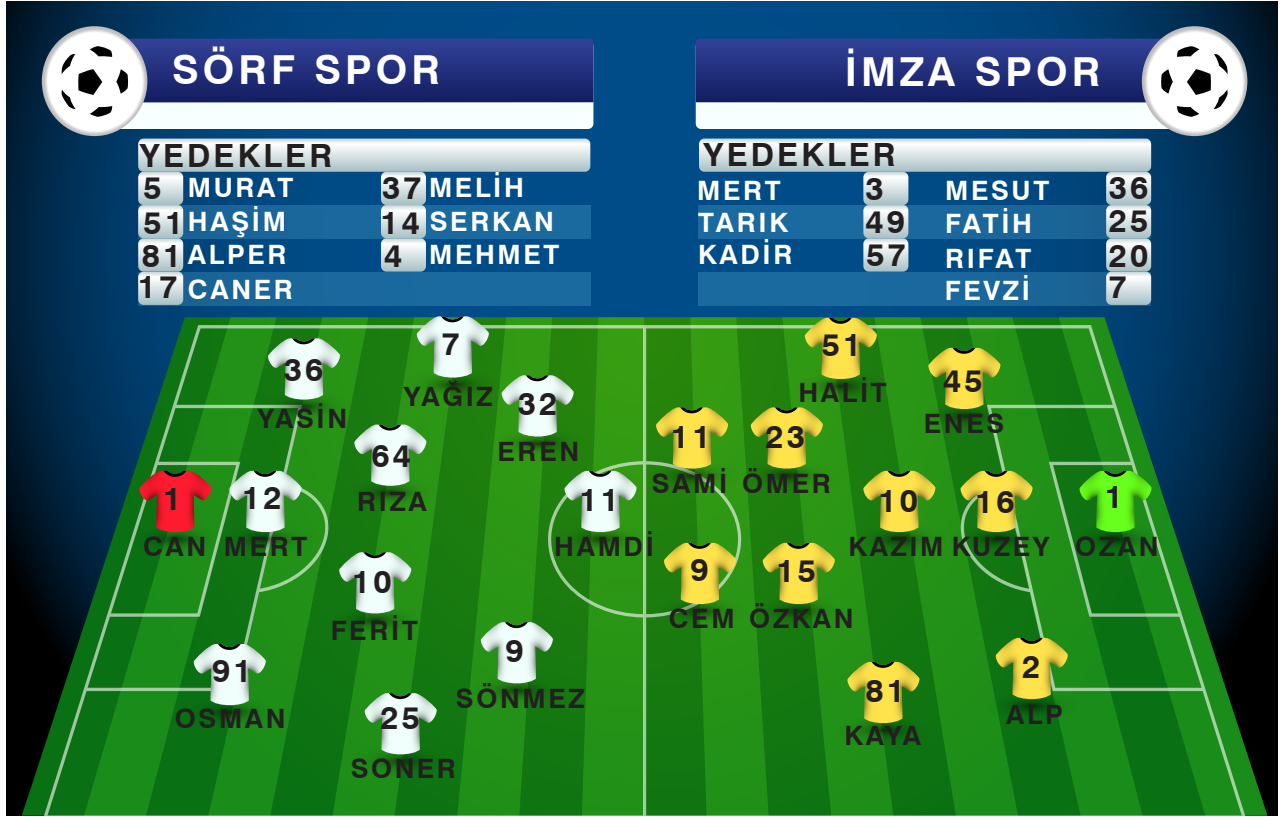 SÖRF SPOR
YEDEKLER
5 MURAT 37 MELİH
51 HAŞİM 14 SERKAN
81 ALPER 4 MEHMET
17 CANER
İMZA SPOR
YEDEKLER
MERT 3 MESUT 36
TARIK 49 FATİH 25
KADİR 57 RIFAT 20
FEVZİ 7
36
YASİN
7
YAĞIZ
32
EREN
64
RIZA
1
CAN
12
MERT
11
HAMDİ
10
FERİT
9
SÖNMEZ
91
OSMAN
25
SONER
51
HALİT
45
ENES
11
SAMİ
23
ÖMER
10
KAZIM
16
KUZEY
1
OZAN
9
CEM
15
ÖZKAN
81
KAYA
2
ALP